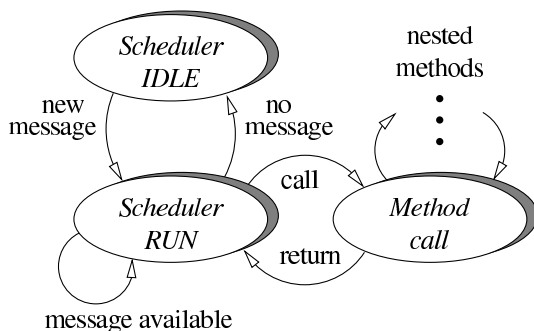 Scheduler
IDLE
nested
methods
new
message
no
message
call
Scheduler
RUN
Method
call
return
message available